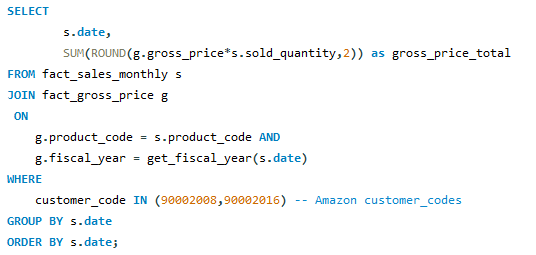 SELECT
s.date,
SUM(ROUND(g.gross_price*s.sold_quantity,2)) as gross_price_total
FROM fact_sales_monthly s
JOIN fact_gross_price g
ON
g.product_code = s.product_code AND
g.fiscal_year = get_fiscal_year(s.date)
WHERE
customer_code IN (90002008,90002016) -- Amazon customer_codes
GROUP BY s.date
ORDER BY s.date;